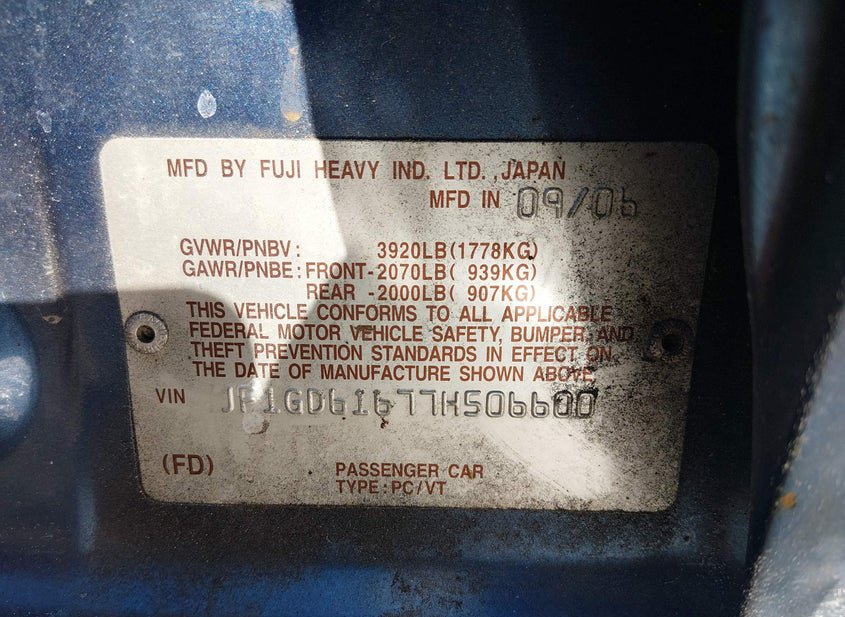 MFD BY FUJI HEAVY IND. LTD. ,JAPAN
MFD IN 09/06
GVWR/PNBV: 3920LB(1778KG)
GAWR/PNBE: FRONT-2070LB( 939KG)
REAR -2000LB( 907KG)
THIS VEHICLE CONFORMS TO ALL APPLICABLE
FEDERAL MOTOR VEHICLE SAFETY, BUMPER, AND
THEFT PREVENTION STANDARDS IN EFFECT ON
THE DATE OF MANUFACTURE SHOWN ABOVE
VIN JF1GD61677H506600
(FD) PASSENGER CAR
TYPE:PC/VT